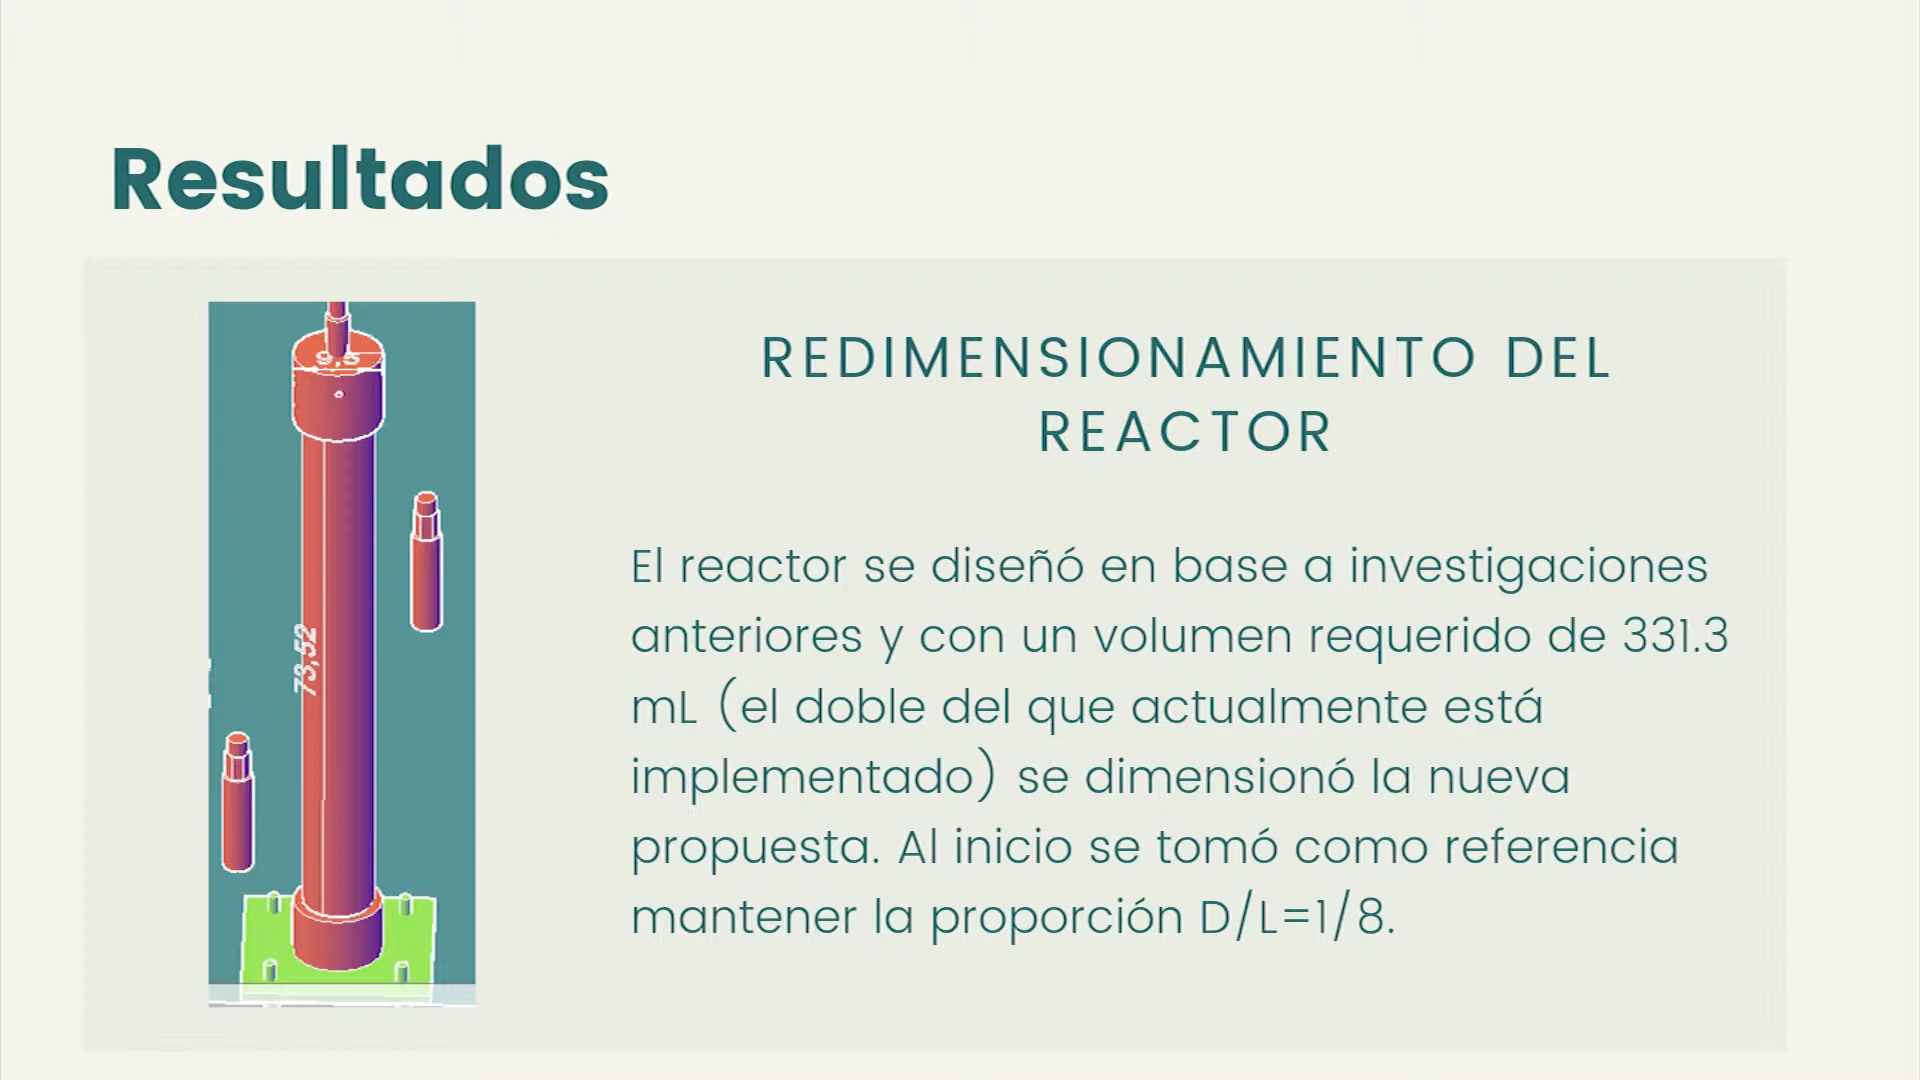 Resultados
9,5
73,52
REDIMENSIONAMIENTO DEL
REACTOR
El reactor se diseñó en base a investigaciones
anteriores y con un volumen requerido de 331.3
mL (el doble del que actualmente está
implementado) se dimensionó la nueva
propuesta. Al inicio se tomó como referencia
mantener la proporción D/L=1/8.